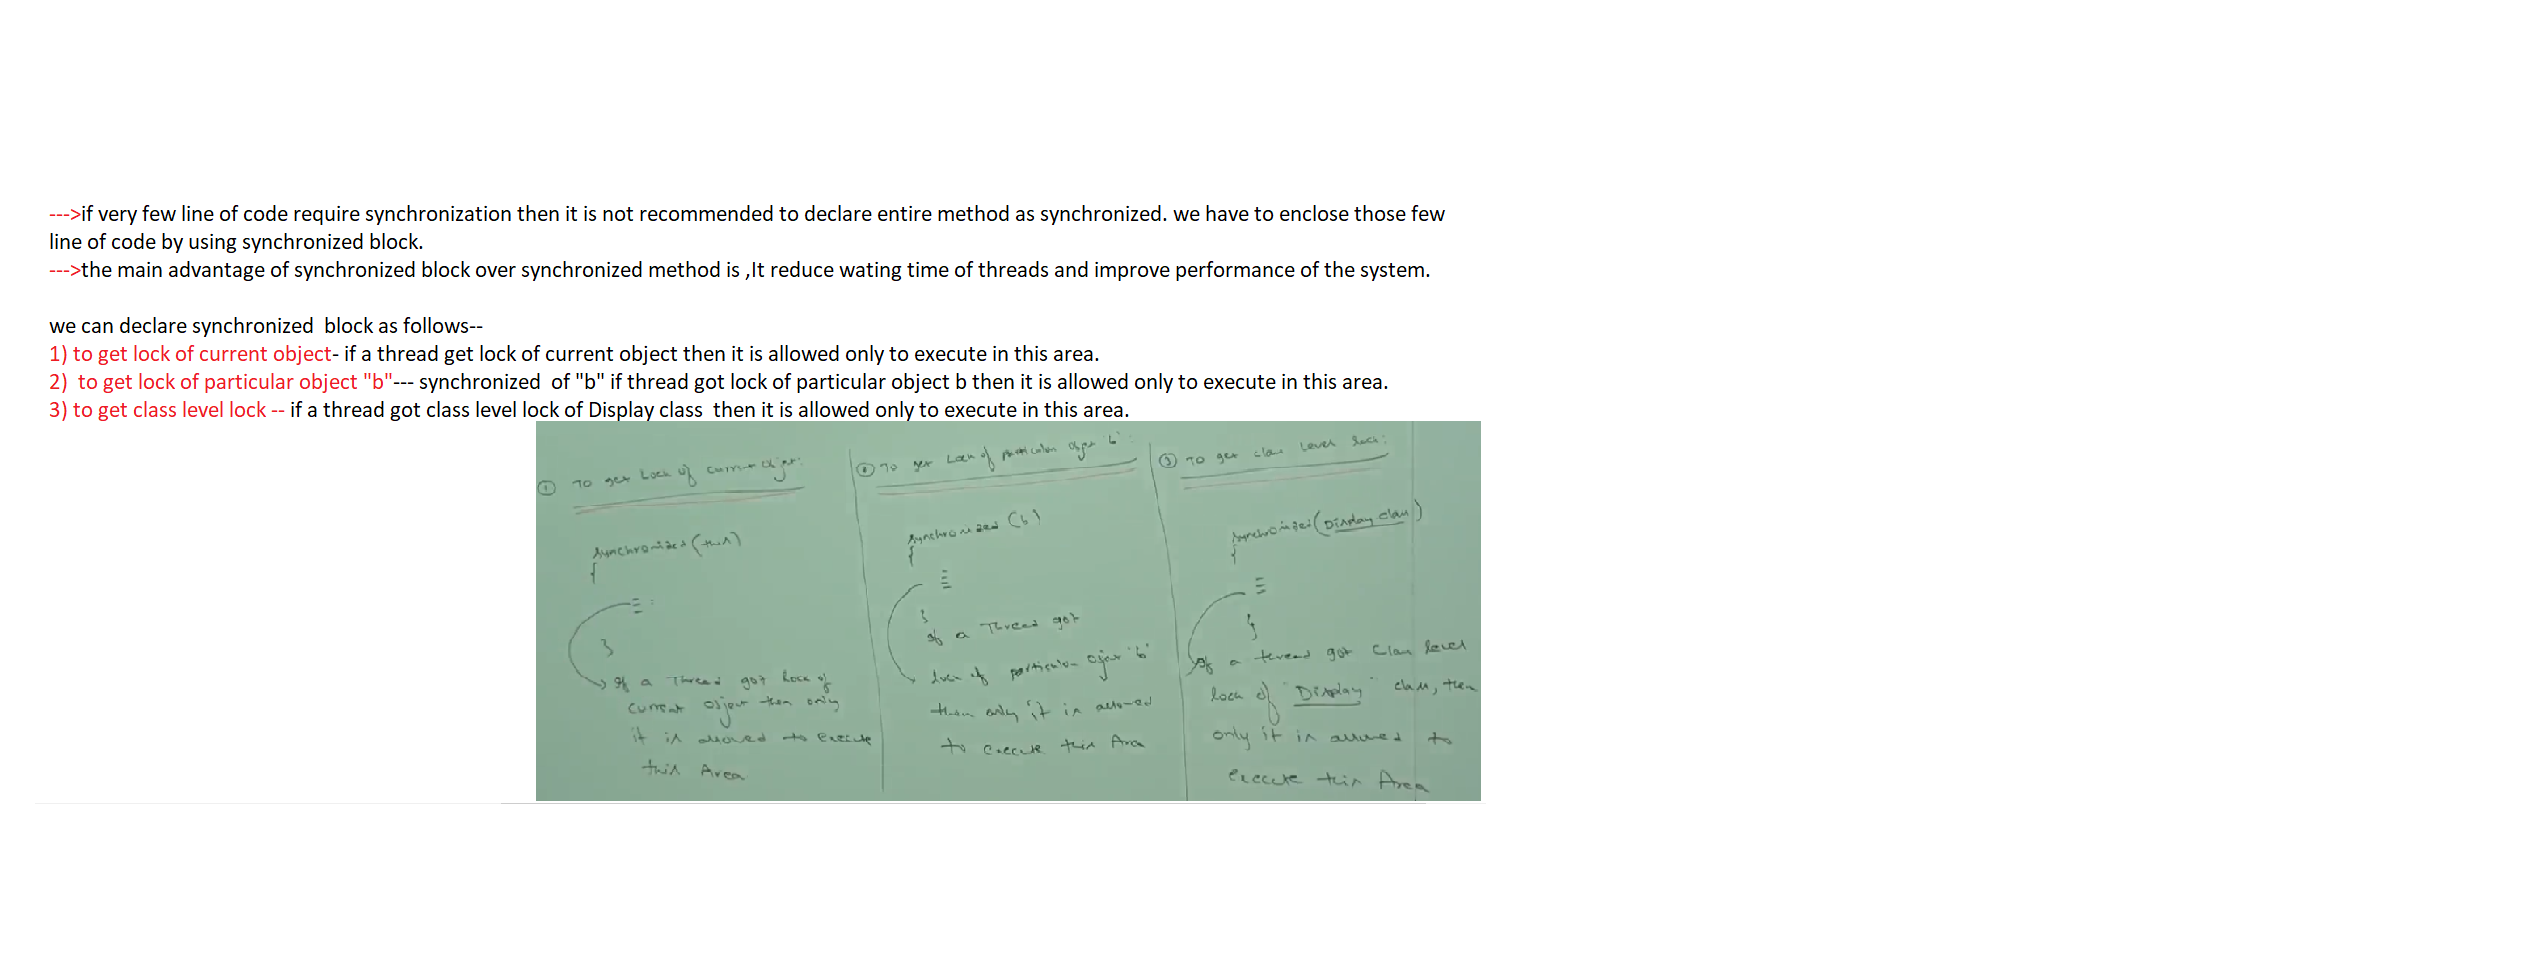 --->if very few line of code require synchronization then it is not recommended to declare entire method as synchronized. we have to enclose those few
line of code by using synchronized block.
--->the main advantage of synchronized block over synchronized method is ,It reduce wating time of threads and improve performance of the system.
we can declare synchronized  block as follows--
1) to get lock of current object- if a thread get lock of current object then it is allowed only to execute in this area.
2)  to get lock of particular object "b"--- synchronized  of "b" if thread got lock of particular object b then it is allowed only to execute in this area.
3) to get class level lock -- if a thread got class level lock of Display class  then it is allowed only to execute in this area.
① To get Lock of current object:
synchronized (this)
{
}
If a Thread got lock of
current object then only
it is allowed to execute
this Area
② To get Lock of particular object 'b':
synchronized (b)
{
}
If a Thread got
lock of particular object 'b'
then only it is allowed
to execute this Area
③ To get class level lock:
synchronized (Display.class)
{
}
If a thread got class level
lock of "Display" class, then
only it is allowed to
execute this Area